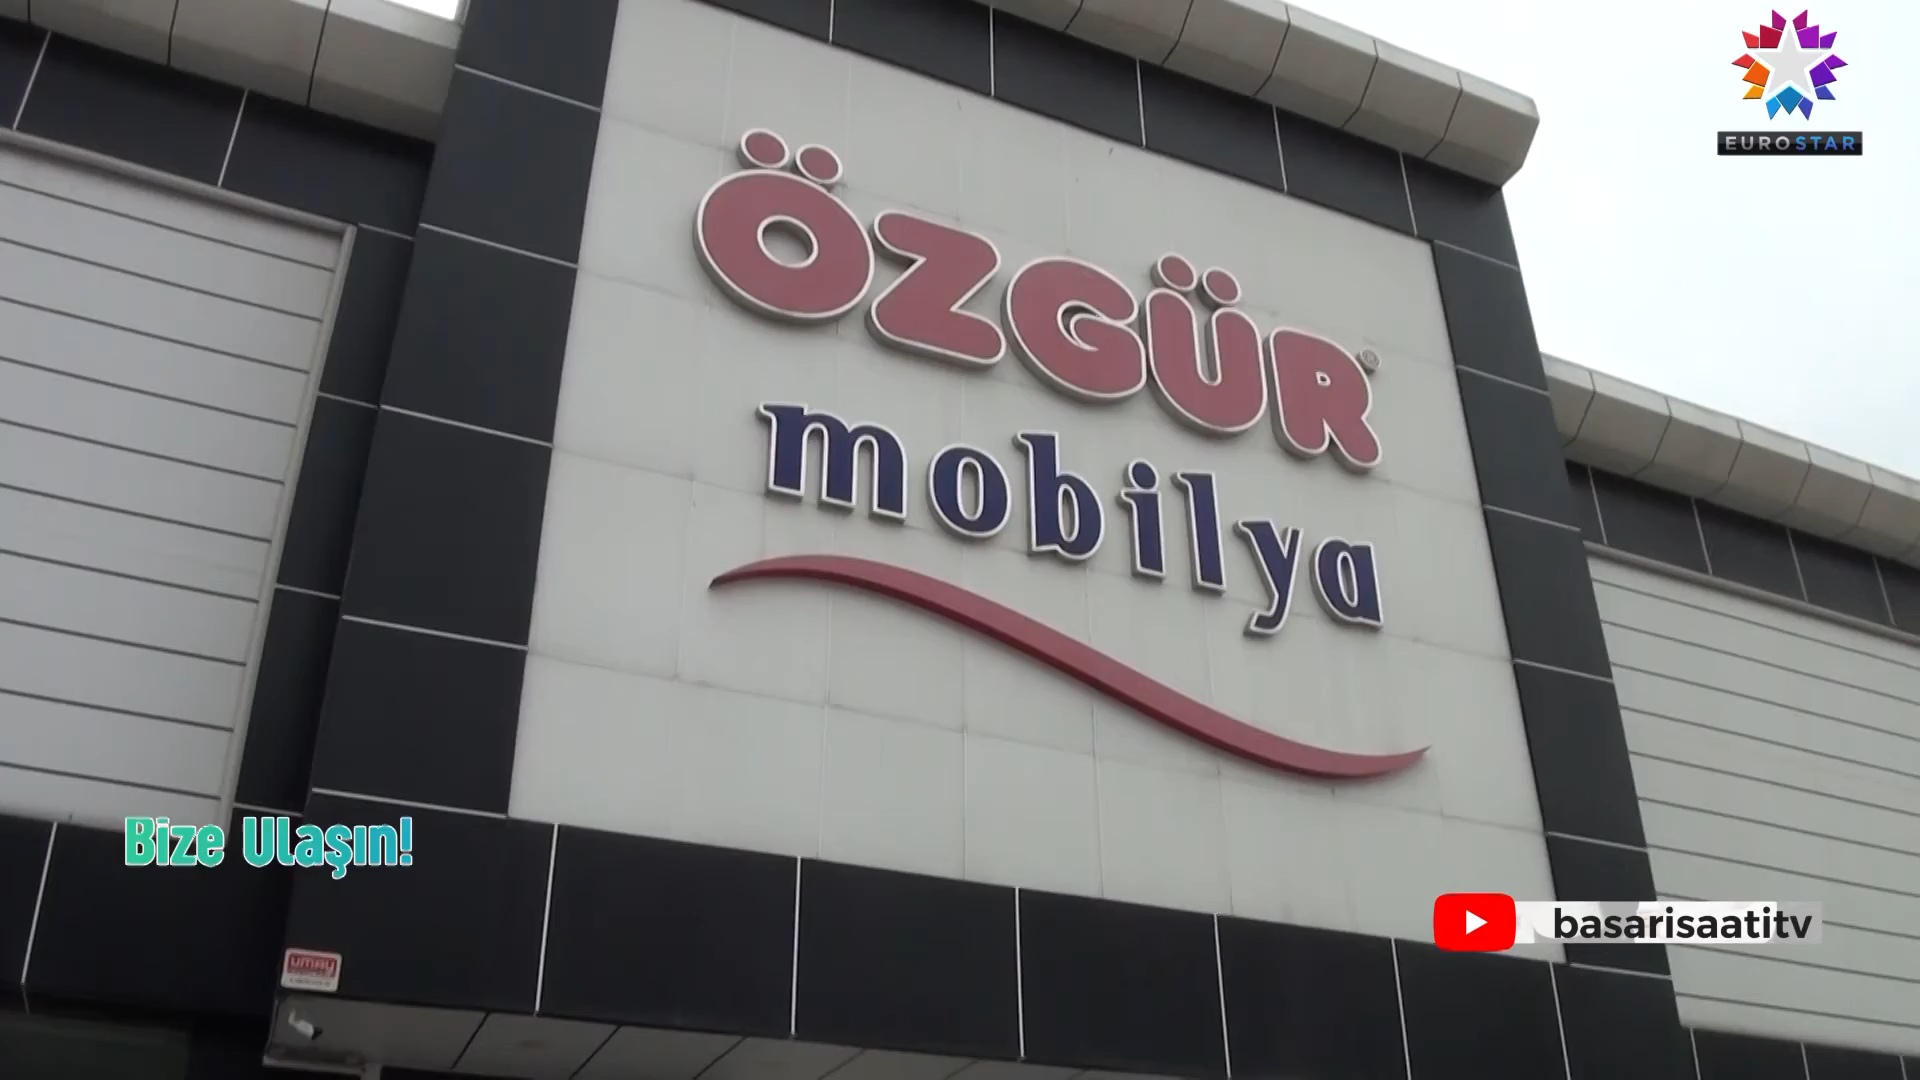 EUROSTAR
ÖZGÜR®
mobilya
Bize Ulaşın!
basarisaatitv
umay